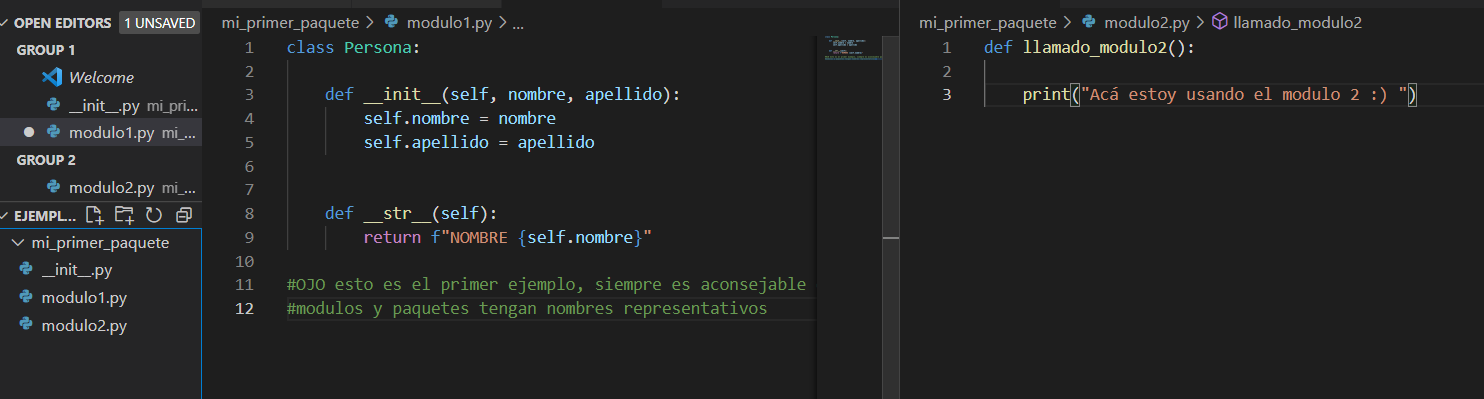 OPEN EDITORS 1 UNSAVED
GROUP 1
Welcome
__init__.py mi_pri...
modulo1.py mi_...
GROUP 2
modulo2.py mi_...
EJEMPL...
mi_primer_paquete
__init__.py
modulo1.py
modulo2.py
mi_primer_paquete > modulo1.py > ...
1 class Persona:
2
3 def __init__(self, nombre, apellido):
4 self.nombre = nombre
5 self.apellido = apellido
6
7
8 def __str__(self):
9 return f"NOMBRE {self.nombre}"
10
11 #OJO esto es el primer ejemplo, siempre es aconsejable
12 #modulos y paquetes tengan nombres representativos
mi_primer_paquete > modulo2.py > llamado_modulo2
1 def llamado_modulo2():
2
3 print("Acá estoy usando el modulo 2 :) ")